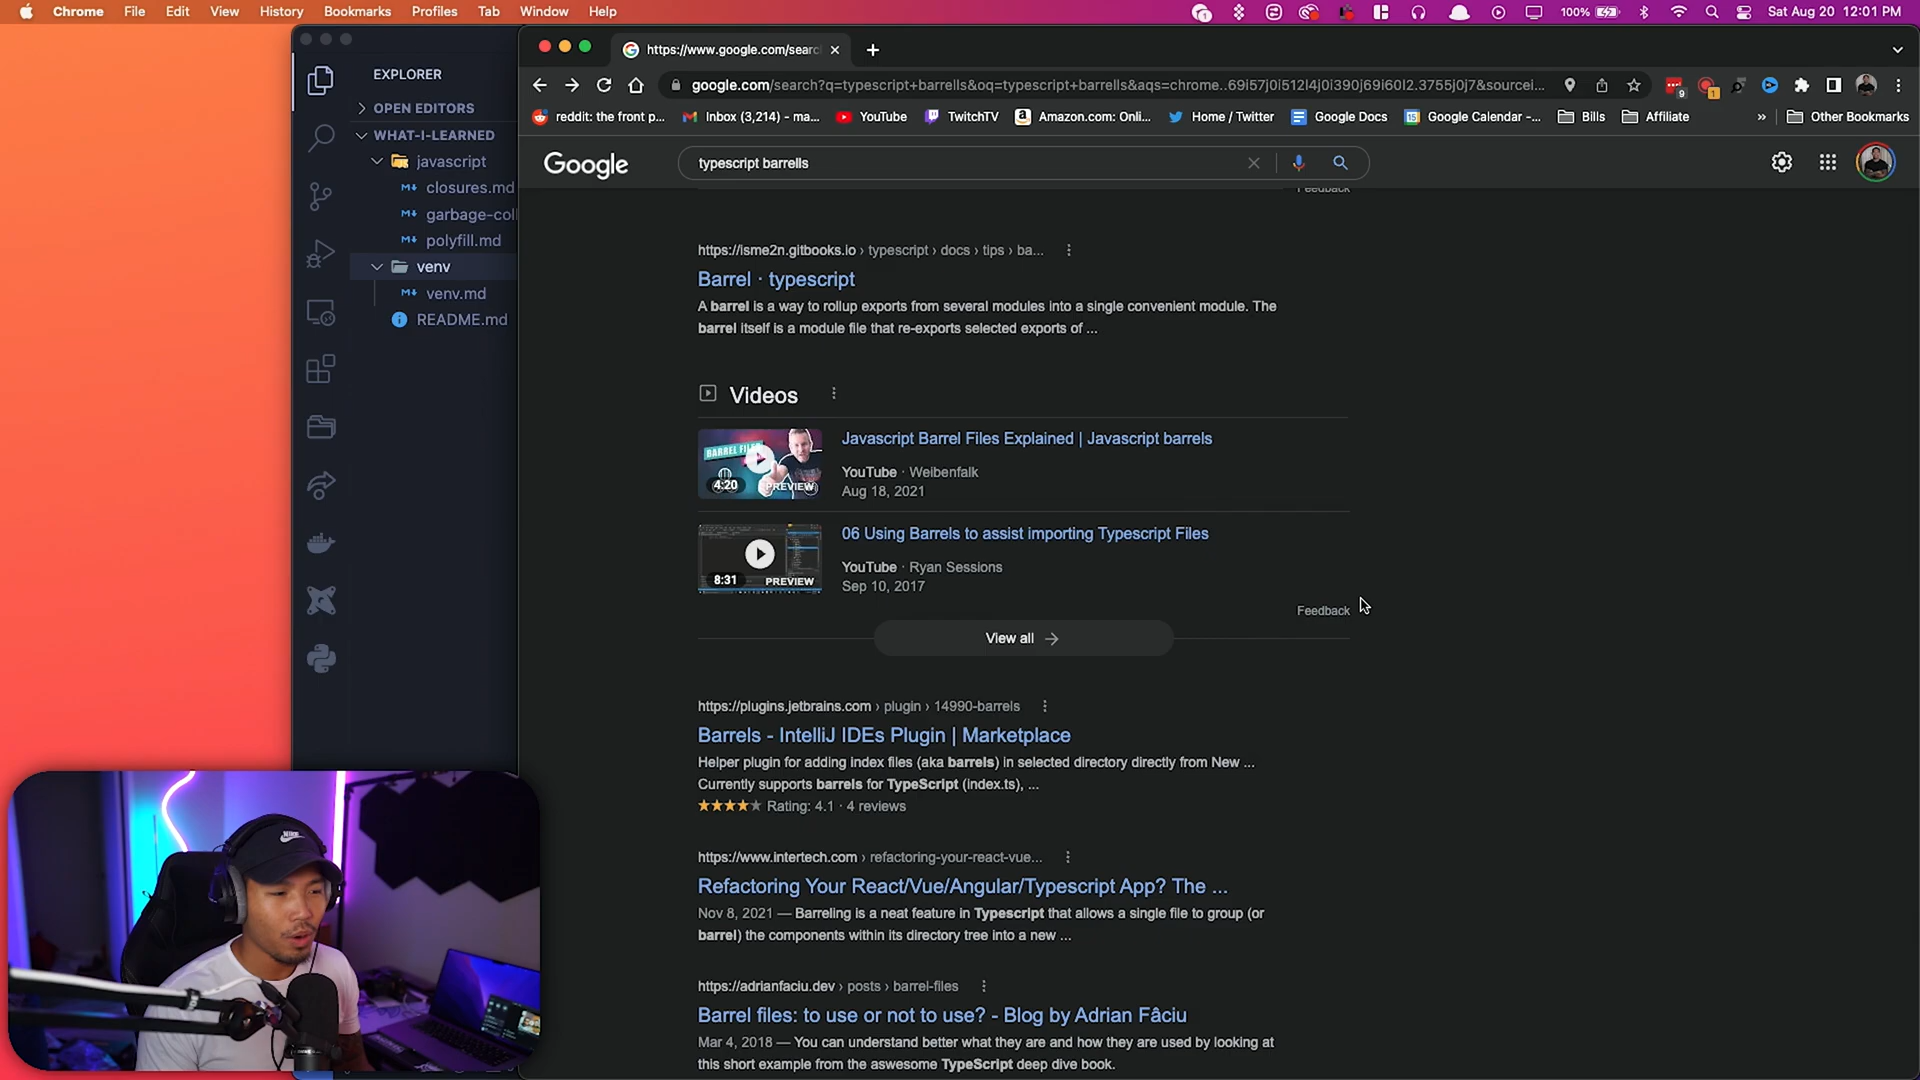 Chrome File Edit View History Bookmarks Profiles Tab Window Help
100%
Sat Aug 20 12:01 PM
EXPLORER
OPEN EDITORS
WHAT-I-LEARNED
javascript
closures.md
garbage-coll
polyfill.md
venv
venv.md
README.md
https://www.google.com/searc
google.com/search?q=typescript+barrells&oq=typescript+barrells&aqs=chrome..69i57j0i512l4j0i390j69i60l2.3755j0j7&sourcei...
9
1
reddit: the front p...
Inbox (3,214) - ma...
YouTube
TwitchTV
Amazon.com: Onli...
Home / Twitter
Google Docs
Google Calendar -...
Bills
Affiliate
»
Other Bookmarks
Google
typescript barrells
Feedback
https://isme2n.gitbooks.io › typescript › docs › tips › ba...
Barrel · typescript
A barrel is a way to rollup exports from several modules into a single convenient module. The
barrel itself is a module file that re-exports selected exports of ...
Videos
BARREL FILES
4:20
PREVIEW
Javascript Barrel Files Explained | Javascript barrels
YouTube · Weibenfalk
Aug 18, 2021
8:31
PREVIEW
06 Using Barrels to assist importing Typescript Files
YouTube · Ryan Sessions
Sep 10, 2017
Feedback
View all
https://plugins.jetbrains.com › plugin › 14990-barrels
Barrels - IntelliJ IDEs Plugin | Marketplace
Helper plugin for adding index files (aka barrels) in selected directory directly from New ...
Currently supports barrels for TypeScript (index.ts), ...
Rating: 4.1 · 4 reviews
https://www.intertech.com › refactoring-your-react-vue...
Refactoring Your React/Vue/Angular/Typescript App? The ...
Nov 8, 2021 — Barreling is a neat feature in Typescript that allows a single file to group (or
barrel) the components within its directory tree into a new ...
https://adrianfaciu.dev › posts › barrel-files
Barrel files: to use or not to use? - Blog by Adrian Fâciu
Mar 4, 2018 — You can understand better what they are and how they are used by looking at
this short example from the aswesome TypeScript deep dive book.
NIKE